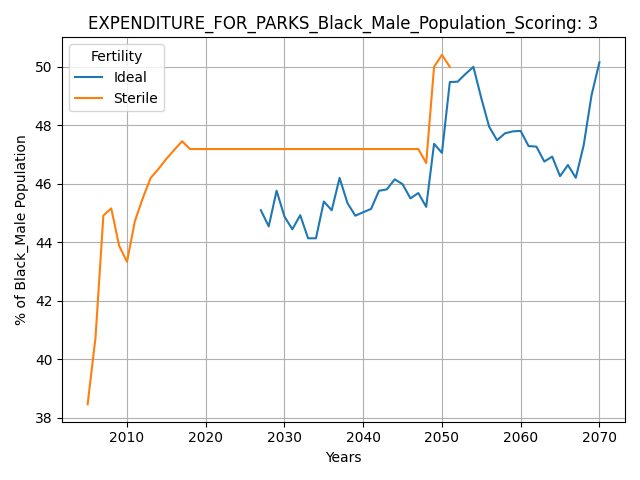 EXPENDITURE_FOR_PARKS_Black_Male_Population_Scoring: 3
Fertility
Ideal
Sterile
% of Black_Male Population
50
48
46
44
42
40
38
2010
2020
2030
2040
2050
2060
2070
Years